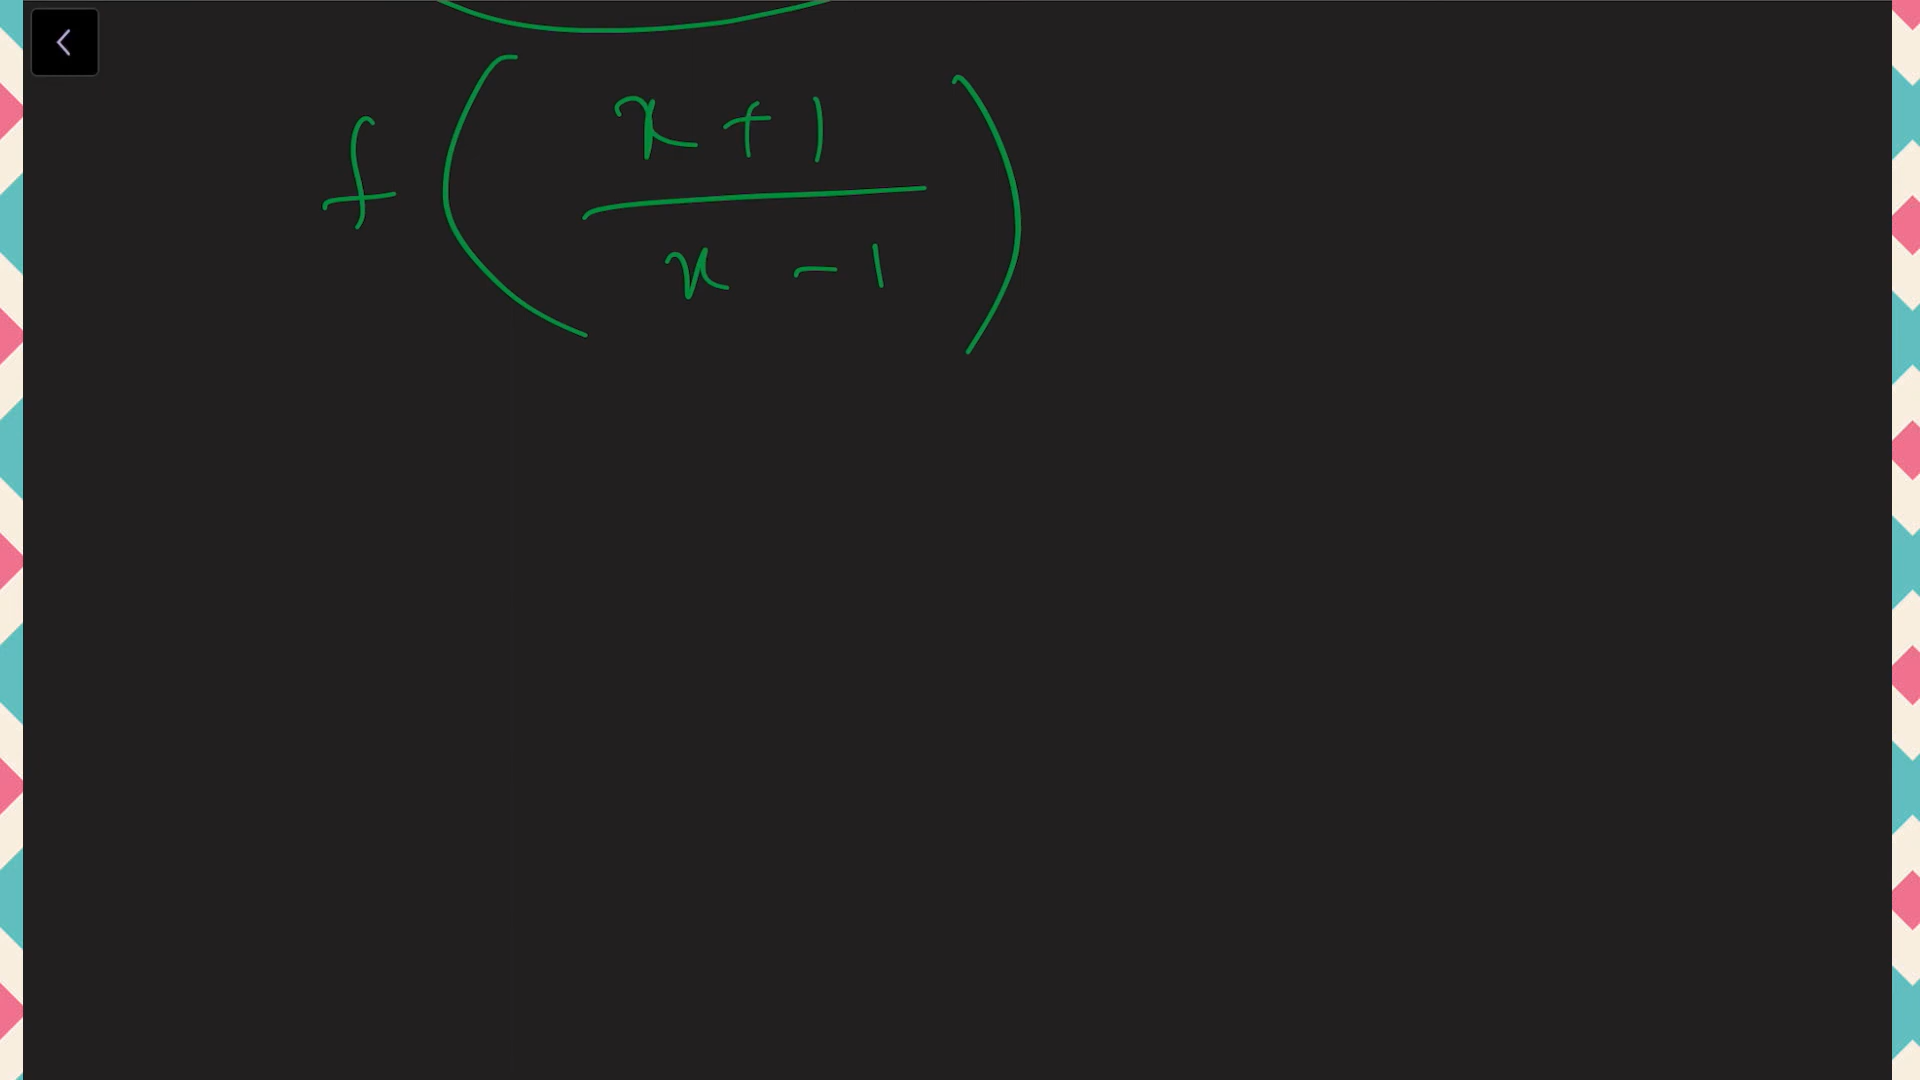 f ( x + 1 / x - 1 )